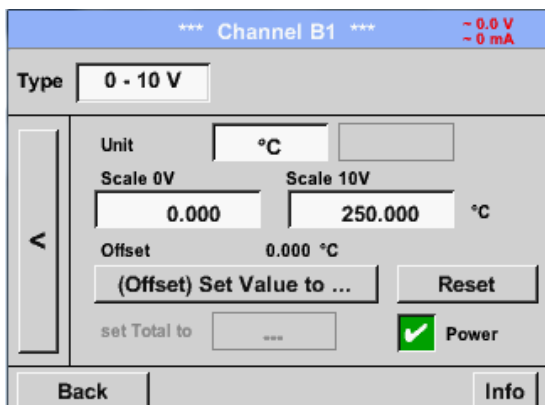 *** Channel B1 ***
~ 0.0 V
~ 0 mA
Type 0 - 10 V
Unit °C
Scale 0V Scale 10V
0.000 250.000 °C
<
Offset 0.000 °C
(Offset) Set Value to ... Reset
set Total to ---
✔ Power
Back Info